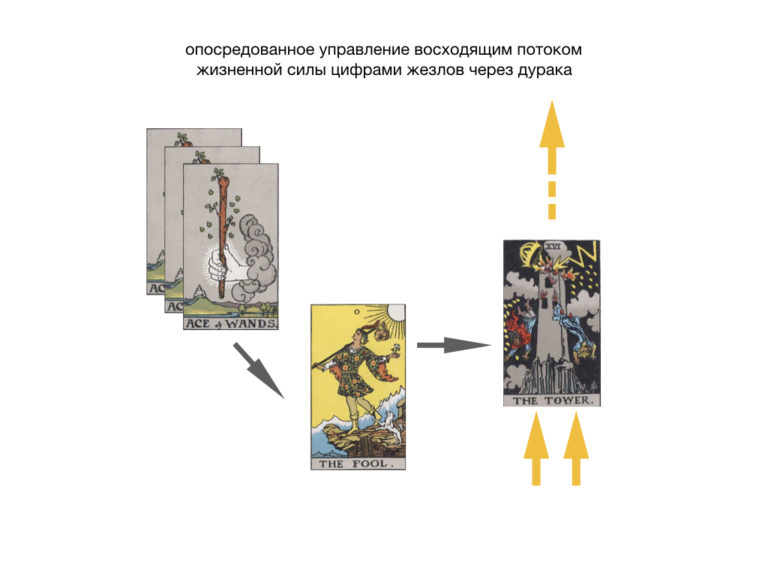 опосредованное управление восходящим потоком
жизненной силы цифрами жезлов через дурака
XVI
AC
AC
ACE of WANDS.
0
THE FOOL.
THE TOWER.